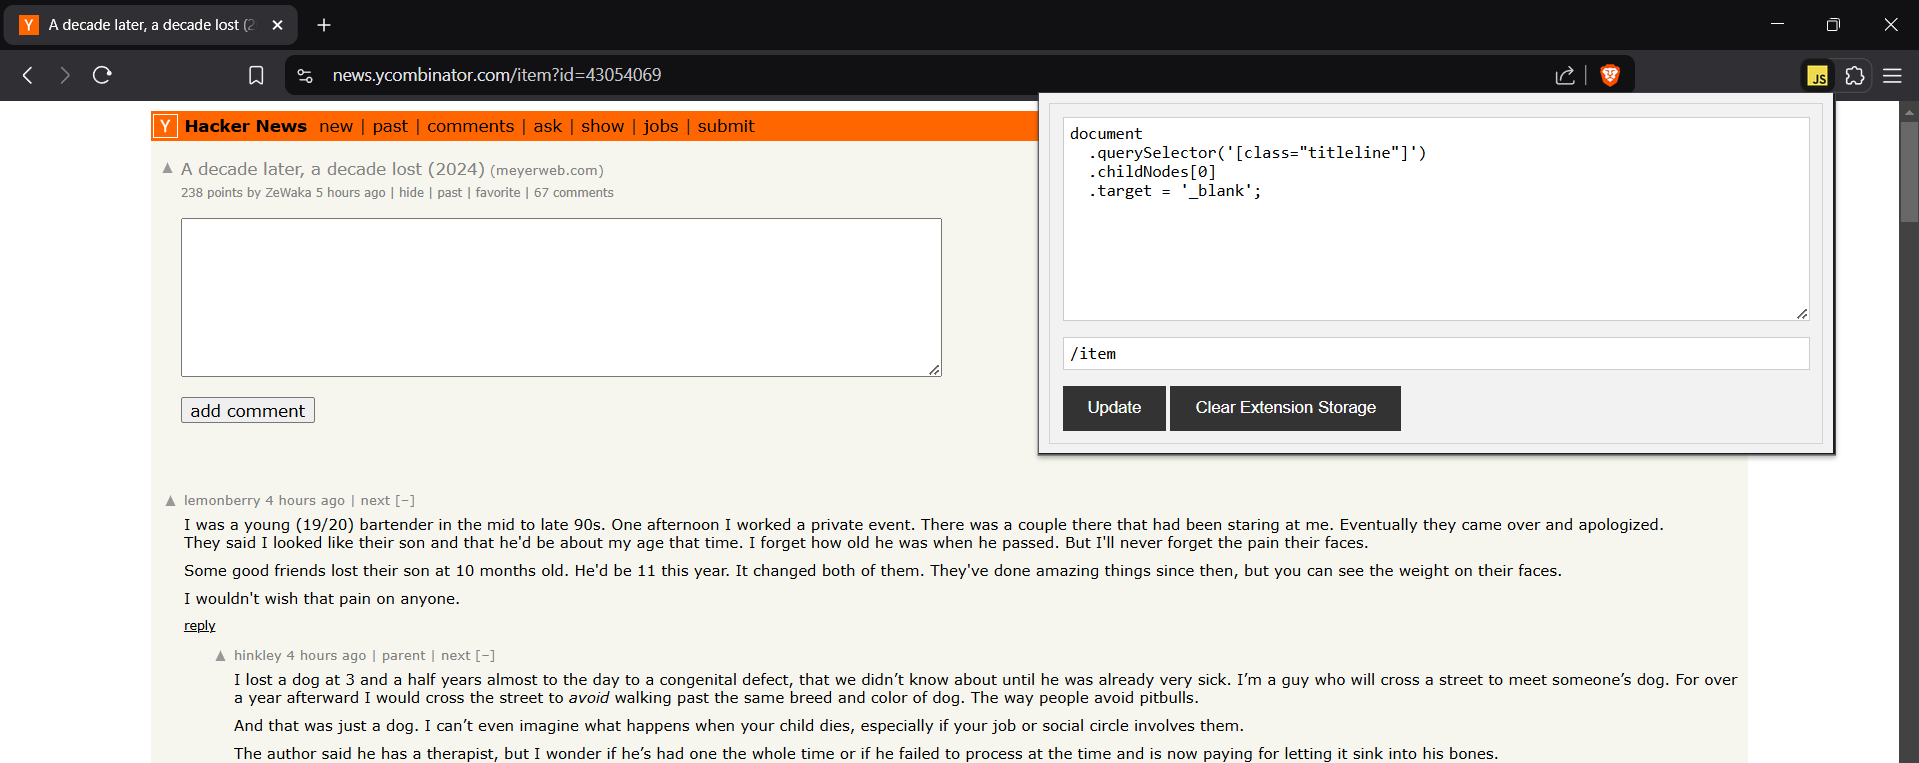 Y A decade later, a decade lost (2
news.ycombinator.com/item?id=43054069
JS
Y Hacker News new | past | comments | ask | show | jobs | submit
▲ A decade later, a decade lost (2024) (meyerweb.com)
238 points by ZeWaka 5 hours ago | hide | past | favorite | 67 comments
add comment
document
.querySelector('[class="titleline"]')
.childNodes[0]
.target = '_blank';
/item
Update Clear Extension Storage
▲ lemonberry 4 hours ago | next [–]
I was a young (19/20) bartender in the mid to late 90s. One afternoon I worked a private event. There was a couple there that had been staring at me. Eventually they came over and apologized.
They said I looked like their son and that he'd be about my age that time. I forget how old he was when he passed. But I'll never forget the pain their faces.
Some good friends lost their son at 10 months old. He'd be 11 this year. It changed both of them. They've done amazing things since then, but you can see the weight on their faces.
I wouldn't wish that pain on anyone.
reply
▲ hinkley 4 hours ago | parent | next [–]
I lost a dog at 3 and a half years almost to the day to a congenital defect, that we didn’t know about until he was already very sick. I’m a guy who will cross a street to meet someone’s dog. For over
a year afterward I would cross the street to avoid walking past the same breed and color of dog. The way people avoid pitbulls.
And that was just a dog. I can’t even imagine what happens when your child dies, especially if your job or social circle involves them.
The author said he has a therapist, but I wonder if he’s had one the whole time or if he failed to process at the time and is now paying for letting it sink into his bones.